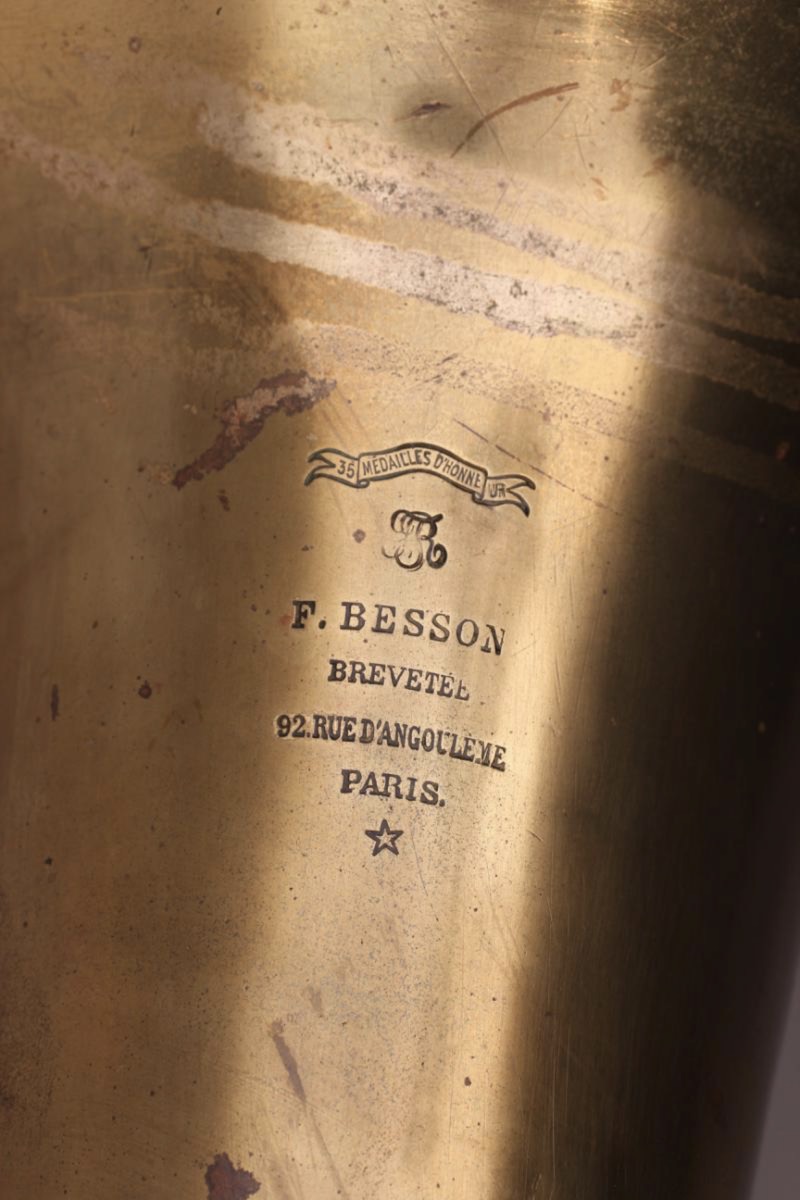 35 MÉDAILLES D'HONNEUR
F. BESSON
BREVETÉE
92.RUE D'ANGOULÊME
PARIS.